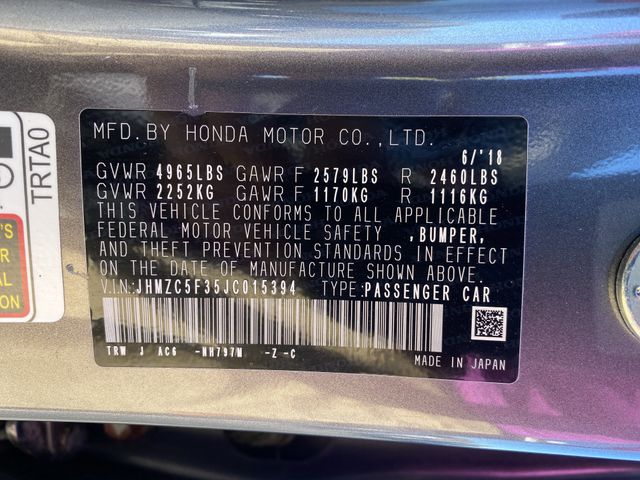 MFD.BY HONDA MOTOR CO.,LTD.
6/'18
GVWR 4965LBS GAWR F 2579LBS R 2460LBS
GVWR 2252KG GAWR F 1170KG R 1116KG
THIS VEHICLE CONFORMS TO ALL APPLICABLE
FEDERAL MOTOR VEHICLE SAFETY ,BUMPER,
AND THEFT PREVENTION STANDARDS IN EFFECT
ON THE DATE OF MANUFACTURE SHOWN ABOVE.
V.IN:JHMZC5F35JC015394 TYPE:PASSENGER CAR
TRW J AC6 -NH797M -Z -C
MADE IN JAPAN
TRTA0